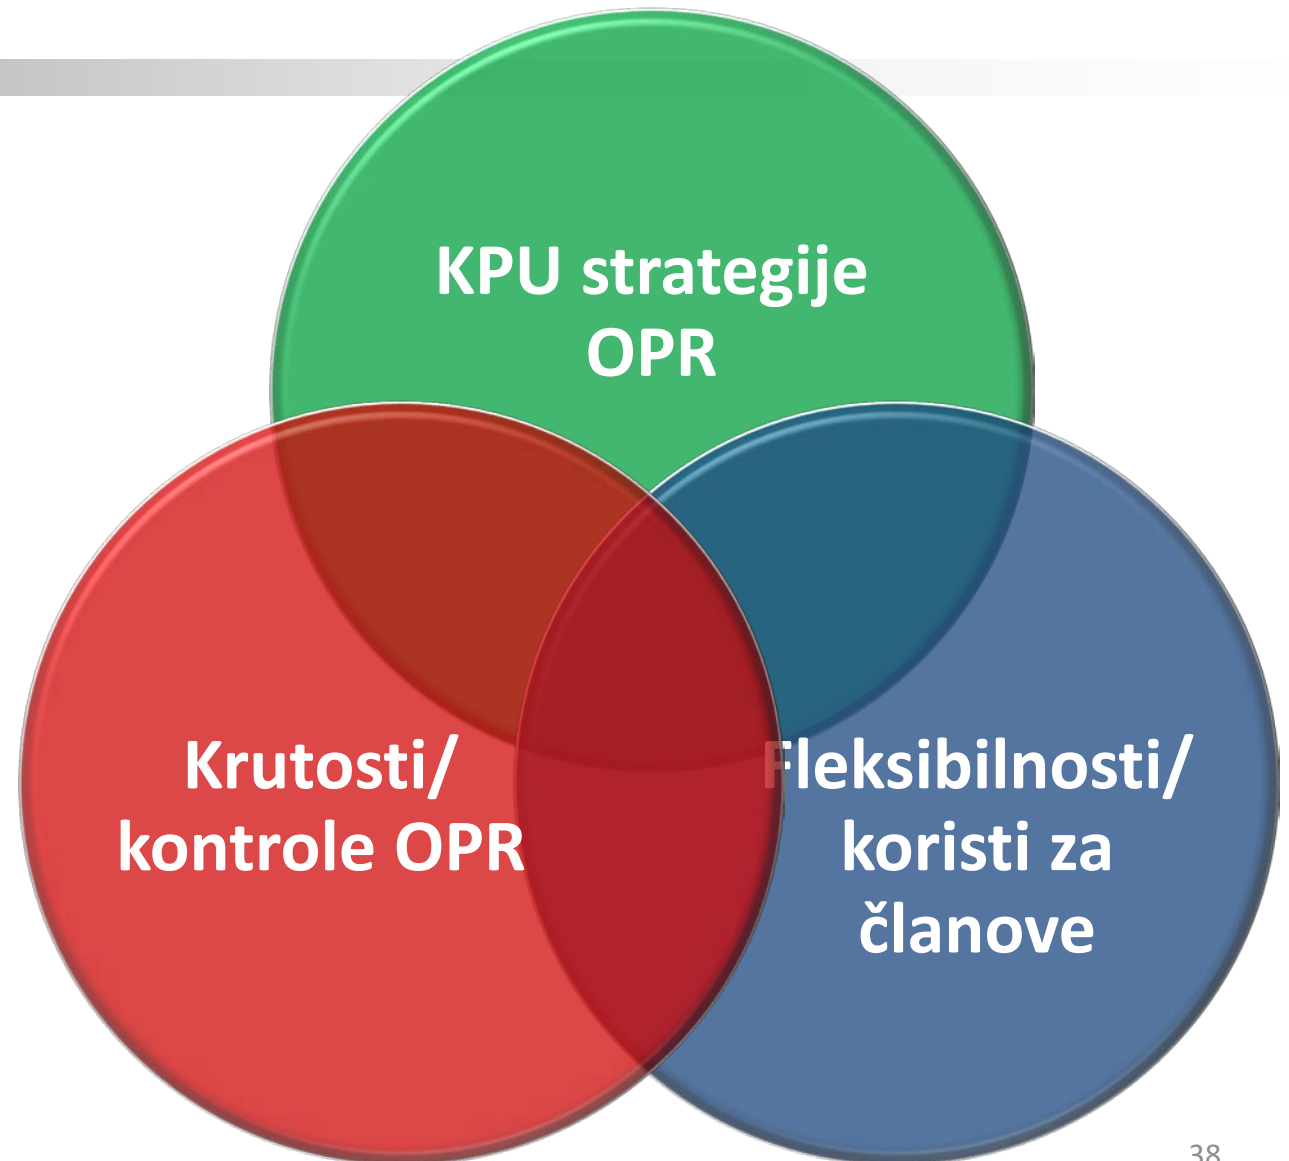 KPU strategije
OPR
Krutosti/
kontrole OPR
Fleksibilnosti/
koristi za
članove
38